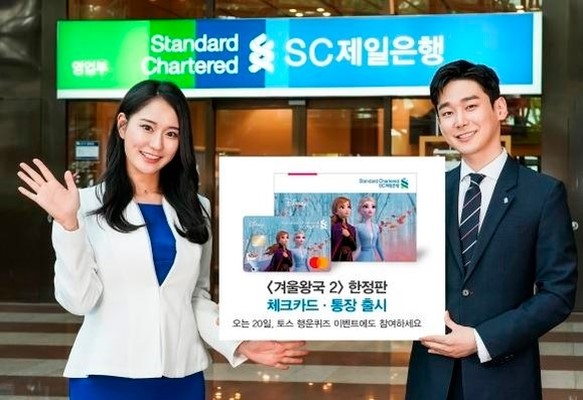 영업부
Standard
Chartered
SC제일은행
Standard Chartered
SC제일은행
Disney
<겨울왕국 2> 한정판
체크카드 · 통장 출시
오는 20일, 토스 행운퀴즈 이벤트에도 참여하세요